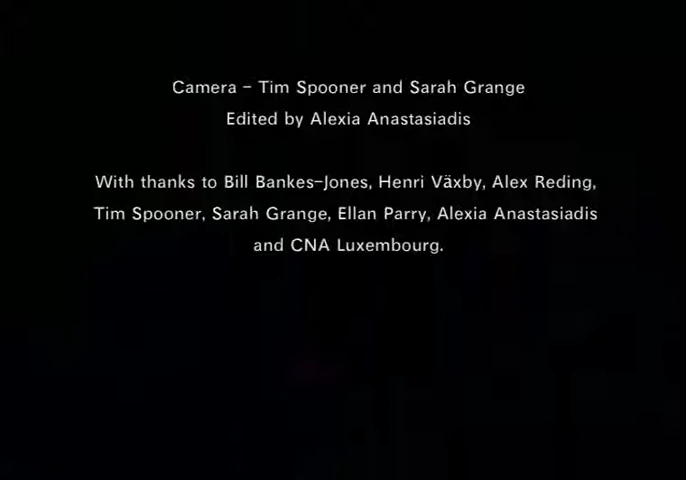 Camera – Tim Spooner and Sarah Grange
Edited by Alexia Anastasiadis
With thanks to Bill Bankes–Jones, Henri Växby, Alex Reding,
Tim Spooner, Sarah Grange, Ellan Parry, Alexia Anastasiadis
and CNA Luxembourg.